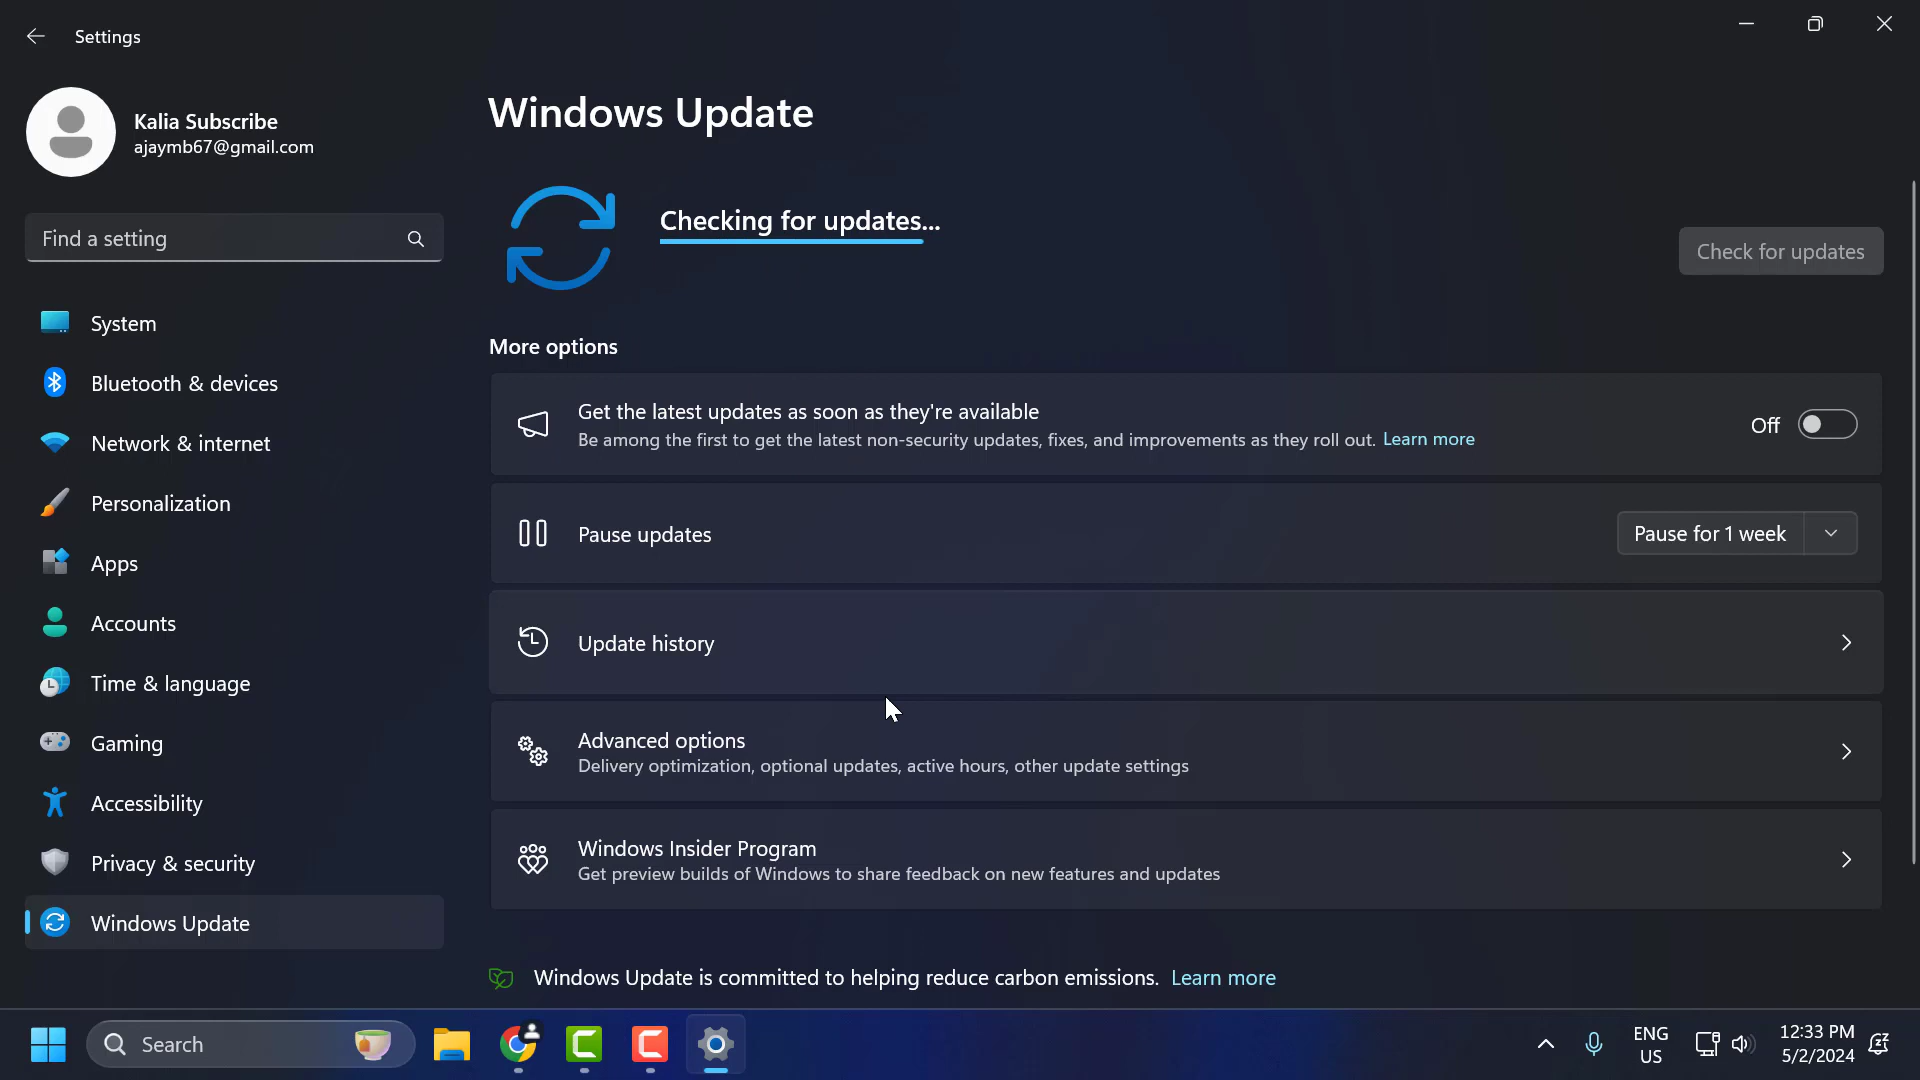 Settings
Kalia Subscribe
ajaymb67@gmail.com
Find a setting
System
Bluetooth & devices
Network & internet
Personalization
Apps
Accounts
Time & language
Gaming
Accessibility
Privacy & security
Windows Update
Windows Update
Checking for updates...
Check for updates
More options
Get the latest updates as soon as they're available
Be among the first to get the latest non-security updates, fixes, and improvements as they roll out. Learn more
Off
Pause updates
Pause for 1 week
Update history
Advanced options
Delivery optimization, optional updates, active hours, other update settings
Windows Insider Program
Get preview builds of Windows to share feedback on new features and updates
Windows Update is committed to helping reduce carbon emissions. Learn more
Search
ENG
US
12:33 PM
5/2/2024